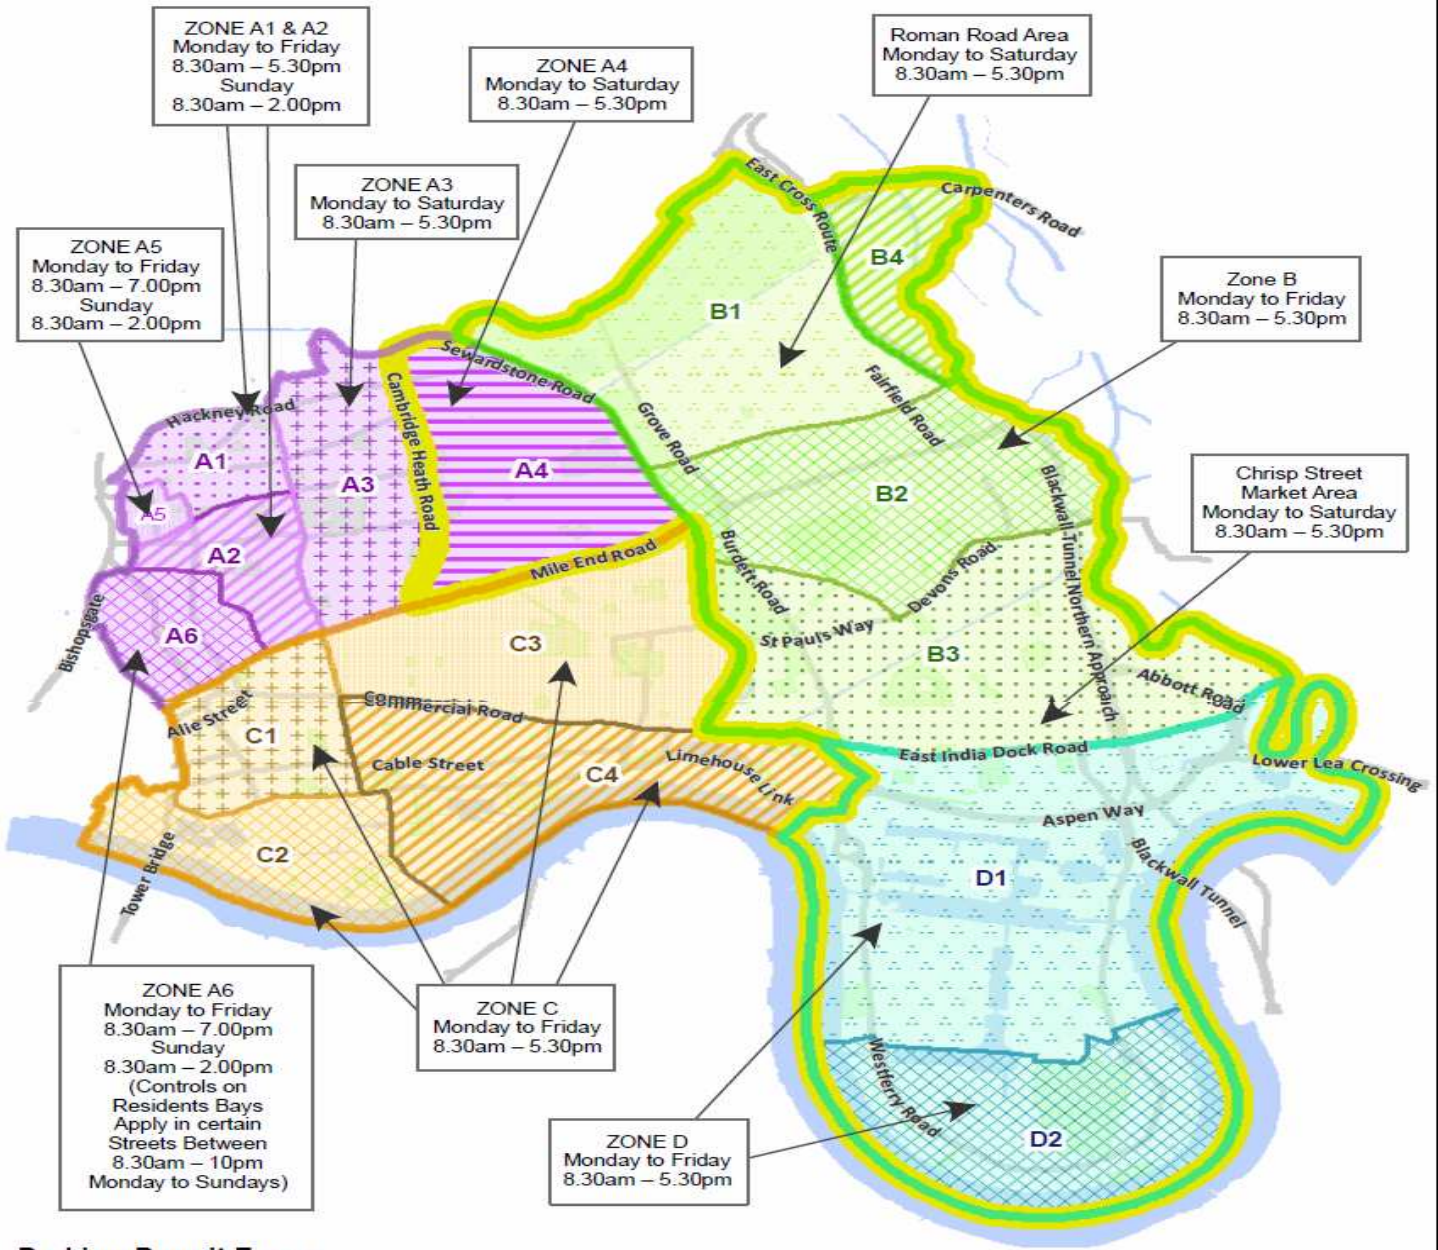 ZONE A1 & A2
Monday to Friday
8.30am – 5.30pm
Sunday
8.30am – 2.00pm
ZONE A4
Monday to Saturday
8.30am – 5.30pm
Roman Road Area
Monday to Saturday
8.30am – 5.30pm
ZONE A3
Monday to Saturday
8.30am – 5.30pm
ZONE A5
Monday to Friday
8.30am – 7.00pm
Sunday
8.30am – 2.00pm
Zone B
Monday to Friday
8.30am – 5.30pm
Chrisp Street
Market Area
Monday to Saturday
8.30am – 5.30pm
East Cross Route
Carpenters Road
B4
B1
Sewardstone Road
Hackney Road
Cambridge Heath Road
Grove Road
Fairfield Road
A1
A3
A4
A5
A2
B2
Blackwall Tunnel Northern Approach
Mile End Road
Burdett Road
Devons Road
Bishopsgate
A6
C3
St Pauls Way
B3
Abbott Road
Alie Street
Commercial Road
C1
Cable Street
C4
Limehouse Link
East India Dock Road
Lower Lea Crossing
Aspen Way
Tower Bridge
C2
D1
Blackwall Tunnel
Westferry Road
D2
ZONE A6
Monday to Friday
8.30am – 7.00pm
Sunday
8.30am – 2.00pm
(Controls on
Residents Bays
Apply in certain
Streets Between
8.30am – 10pm
Monday to Sundays)
ZONE C
Monday to Friday
8.30am – 5.30pm
ZONE D
Monday to Friday
8.30am – 5.30pm